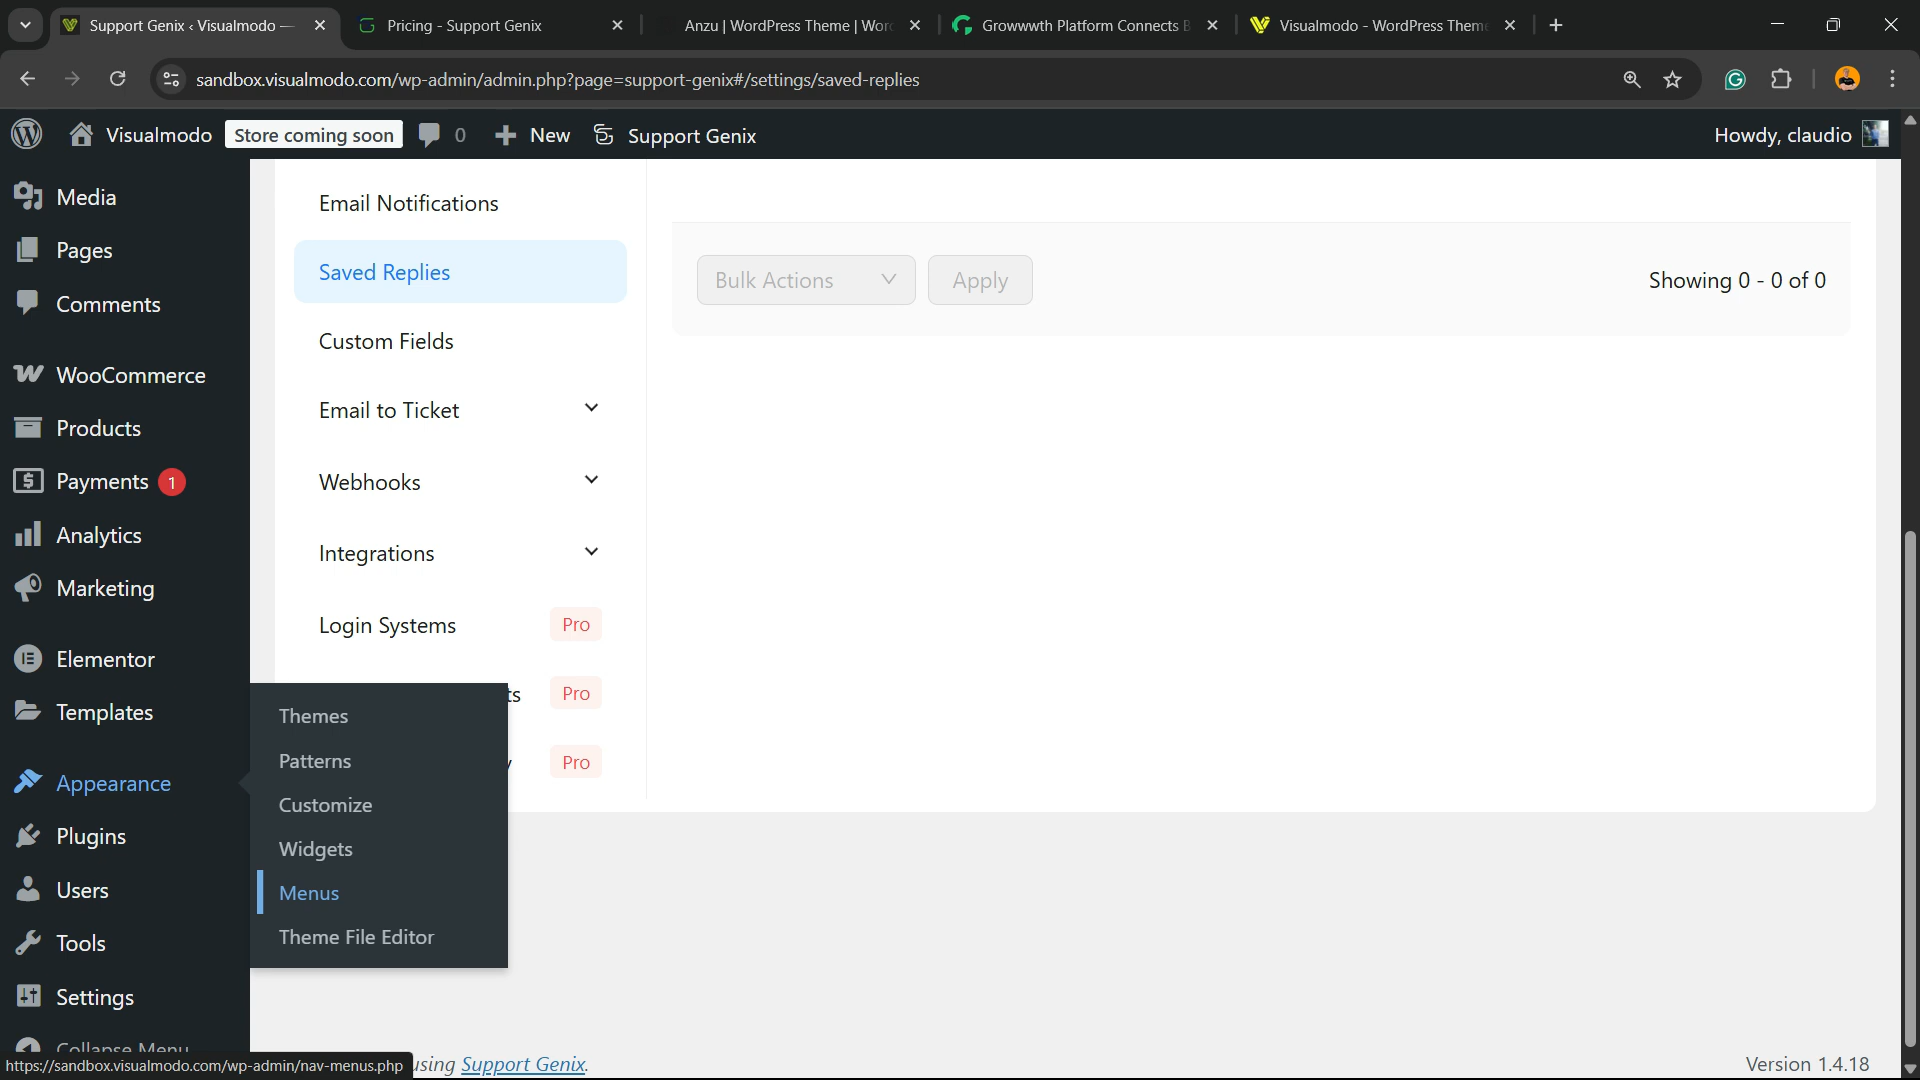 Support Genix ‹ Visualmodo —
Pricing - Support Genix
Anzu | WordPress Theme | Wor
Growwwth Platform Connects B
Visualmodo - WordPress Theme
sandbox.visualmodo.com/wp-admin/admin.php?page=support-genix#/settings/saved-replies
Visualmodo
Store coming soon
0
New
Support Genix
Howdy, claudio
Media
Pages
Comments
WooCommerce
Products
Payments 1
Analytics
Marketing
Elementor
Templates
Appearance
Plugins
Users
Tools
Settings
Collapse Menu
Email Notifications
Saved Replies
Custom Fields
Email to Ticket
Webhooks
Integrations
Login Systems Pro
ts Pro
y Pro
Themes
Patterns
Customize
Widgets
Menus
Theme File Editor
Bulk Actions
Apply
Showing 0 - 0 of 0
https://sandbox.visualmodo.com/wp-admin/nav-menus.php
using Support Genix.
Version 1.4.18